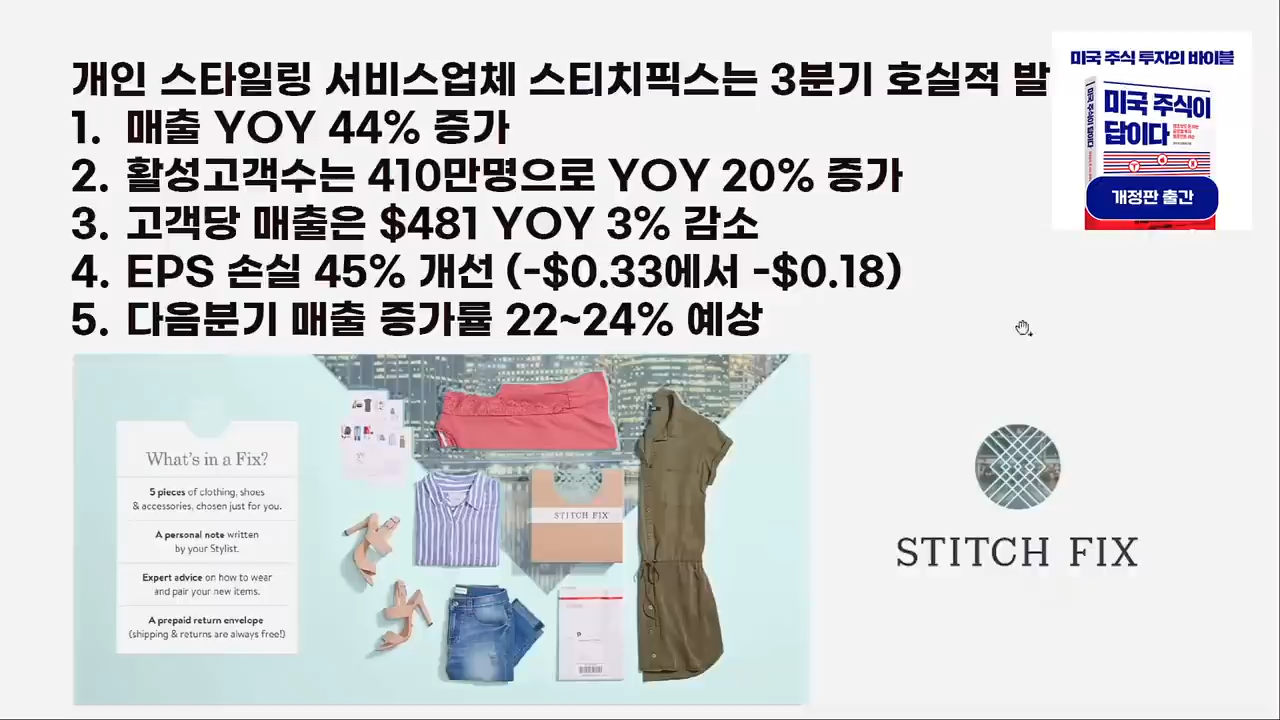 개인 스타일링 서비스업체 스티치픽스는 3분기 호실적 발
1. 매출 YOY 44% 증가
2. 활성고객수는 410만명으로 YOY 20% 증가
3. 고객당 매출은 $481 YOY 3% 감소
4. EPS 손실 45% 개선 (-$0.33에서 -$0.18)
5. 다음분기 매출 증가률 22~24% 예상
미국 주식 투자의 바이블
미국 주식이
답이다
미국 주식이 답이다
개정판 출간
What's in a Fix?
5 pieces of clothing, shoes
& accessories, chosen just for you.
A personal note written
by your Stylist.
Expert advice on how to wear
and pair your new items.
A prepaid return envelope
(shipping & returns are always free!)
STITCH FIX
STITCH FIX